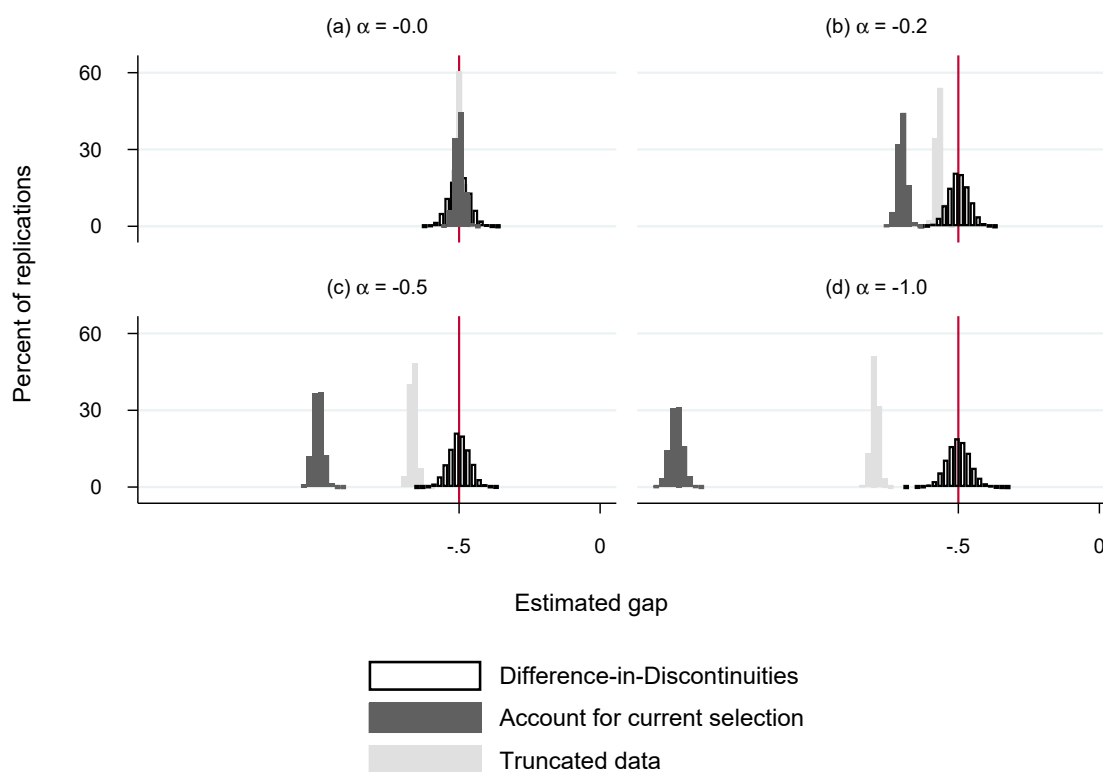 (a) α = -0.0
(b) α = -0.2
60
30
0
(c) α = -0.5
(d) α = -1.0
60
30
0
Percent of replications
-.5
0
-.5
0
Estimated gap
Difference-in-Discontinuities
Account for current selection
Truncated data